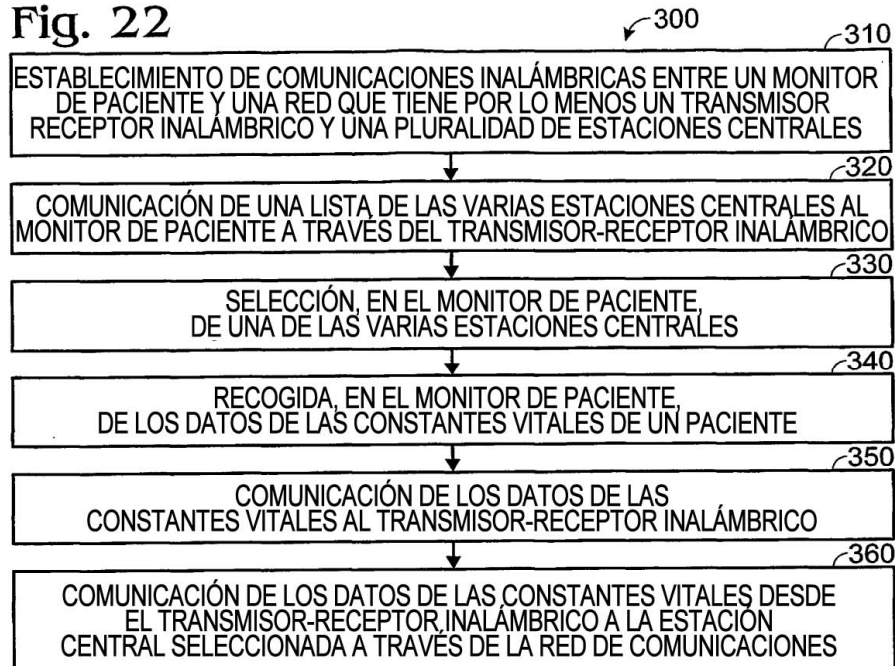 Fig. 22
300
310
ESTABLECIMIENTO DE COMUNICACIONES INALÁMBRICAS ENTRE UN MONITOR
DE PACIENTE Y UNA RED QUE TIENE POR LO MENOS UN TRANSMISOR
RECEPTOR INALÁMBRICO Y UNA PLURALIDAD DE ESTACIONES CENTRALES
320
COMUNICACIÓN DE UNA LISTA DE LAS VARIAS ESTACIONES CENTRALES AL
MONITOR DE PACIENTE A TRAVÉS DEL TRANSMISOR-RECEPTOR INALÁMBRICO
330
SELECCIÓN, EN EL MONITOR DE PACIENTE,
DE UNA DE LAS VARIAS ESTACIONES CENTRALES
340
RECOGIDA, EN EL MONITOR DE PACIENTE,
DE LOS DATOS DE LAS CONSTANTES VITALES DE UN PACIENTE
350
COMUNICACIÓN DE LOS DATOS DE LAS
CONSTANTES VITALES AL TRANSMISOR-RECEPTOR INALÁMBRICO
360
COMUNICACIÓN DE LOS DATOS DE LAS CONSTANTES VITALES DESDE
EL TRANSMISOR-RECEPTOR INALÁMBRICO A LA ESTACIÓN
CENTRAL SELECCIONADA A TRAVÉS DE LA RED DE COMUNICACIONES